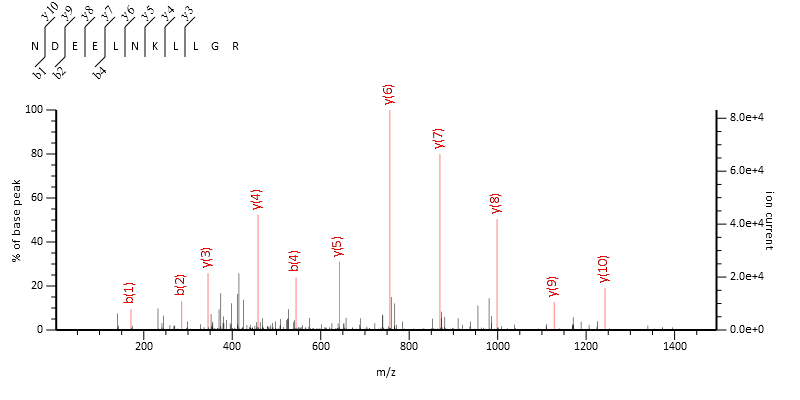 y10 y9 y8 y7 y6 y5 y4 y3
N D E E L N K L L G R
b1 b2 b4
100 80 60 40 20 0
% of base peak
b(1) b(2) y(3) y(4) b(4) y(5) y(6) y(7) y(8) y(9) y(10)
8.0e+4 6.0e+4 4.0e+4 2.0e+4 0.0e+0
ion current
200 400 600 800 1000 1200 1400
m/z